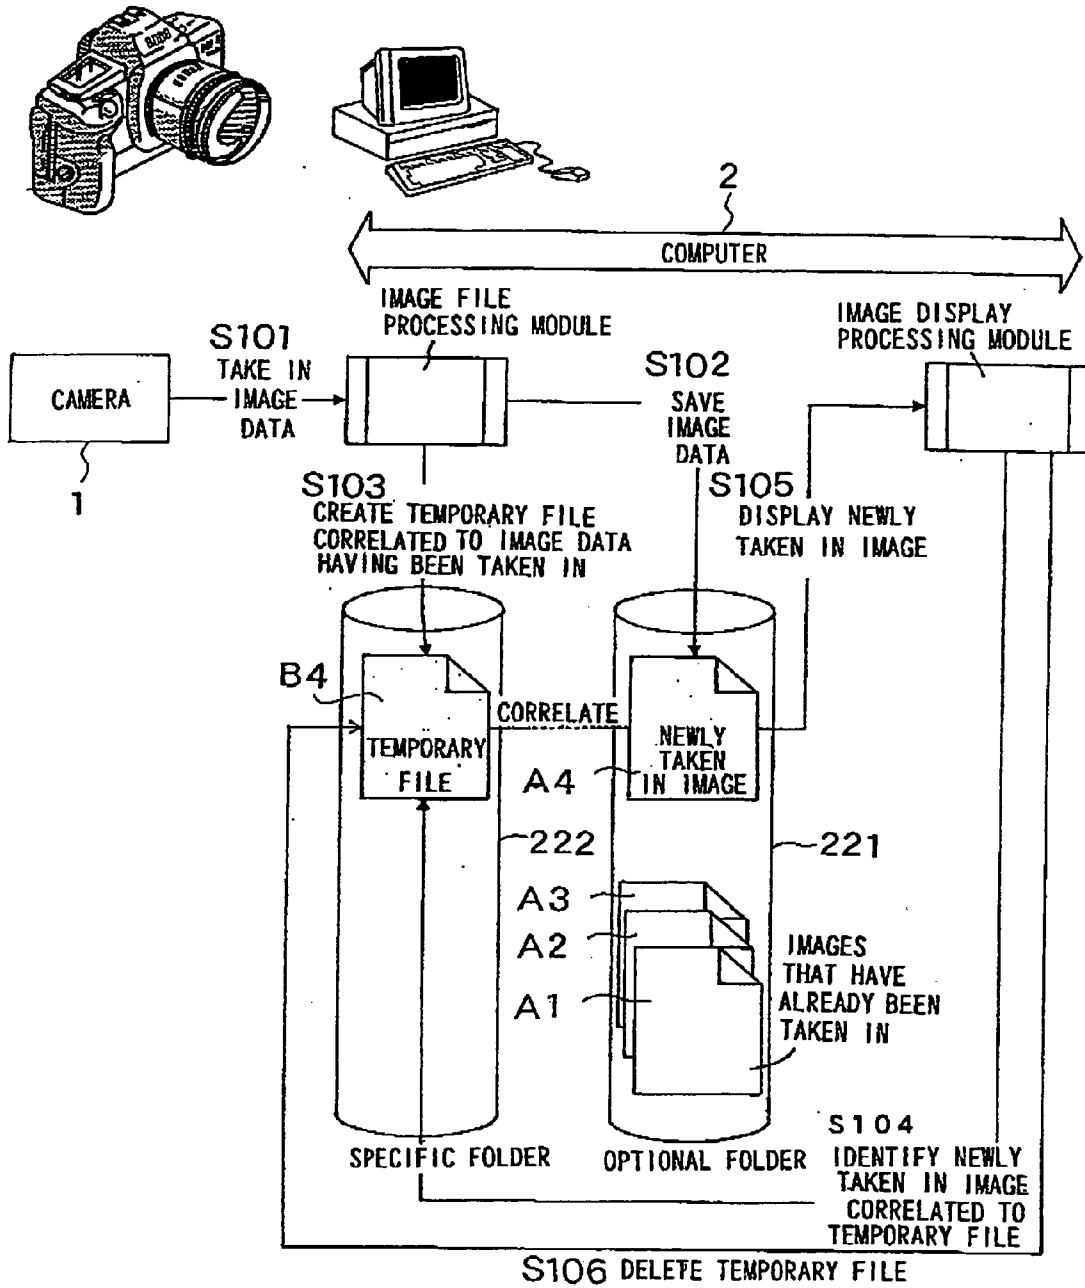 2
COMPUTER
IMAGE FILE
PROCESSING MODULE
IMAGE DISPLAY
PROCESSING MODULE
S101
TAKE IN
IMAGE
DATA
CAMERA
1
S102
SAVE
IMAGE
DATA
S103
CREATE TEMPORARY FILE
CORRELATED TO IMAGE DATA
HAVING BEEN TAKEN IN
S105
DISPLAY NEWLY
TAKEN IN IMAGE
B4
TEMPORARY
FILE
CORRELATE
NEWLY
TAKEN
IN IMAGE
A4
222
221
A3
A2
A1
IMAGES
THAT HAVE
ALREADY BEEN
TAKEN IN
SPECIFIC FOLDER
OPTIONAL FOLDER
S104
IDENTIFY NEWLY
TAKEN IN IMAGE
CORRELATED TO
TEMPORARY FILE
S106 DELETE TEMPORARY FILE